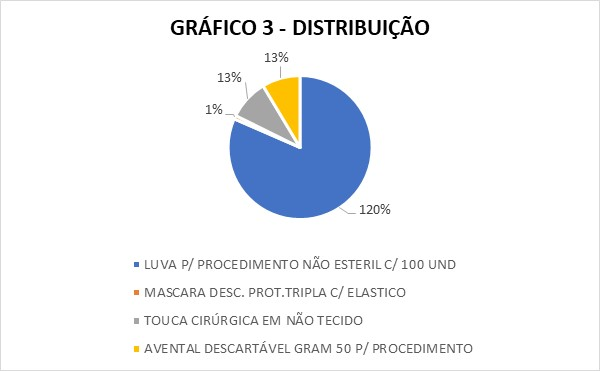 GRÁFICO 3 - DISTRIBUIÇÃO
13%
13%
1%
120%
LUVA P/ PROCEDIMENTO NÃO ESTERIL C/ 100 UND
MASCARA DESC. PROT.TRIPLA C/ ELASTICO
TOUCA CIRÚRGICA EM NÃO TECIDO
AVENTAL DESCARTÁVEL GRAM 50 P/ PROCEDIMENTO